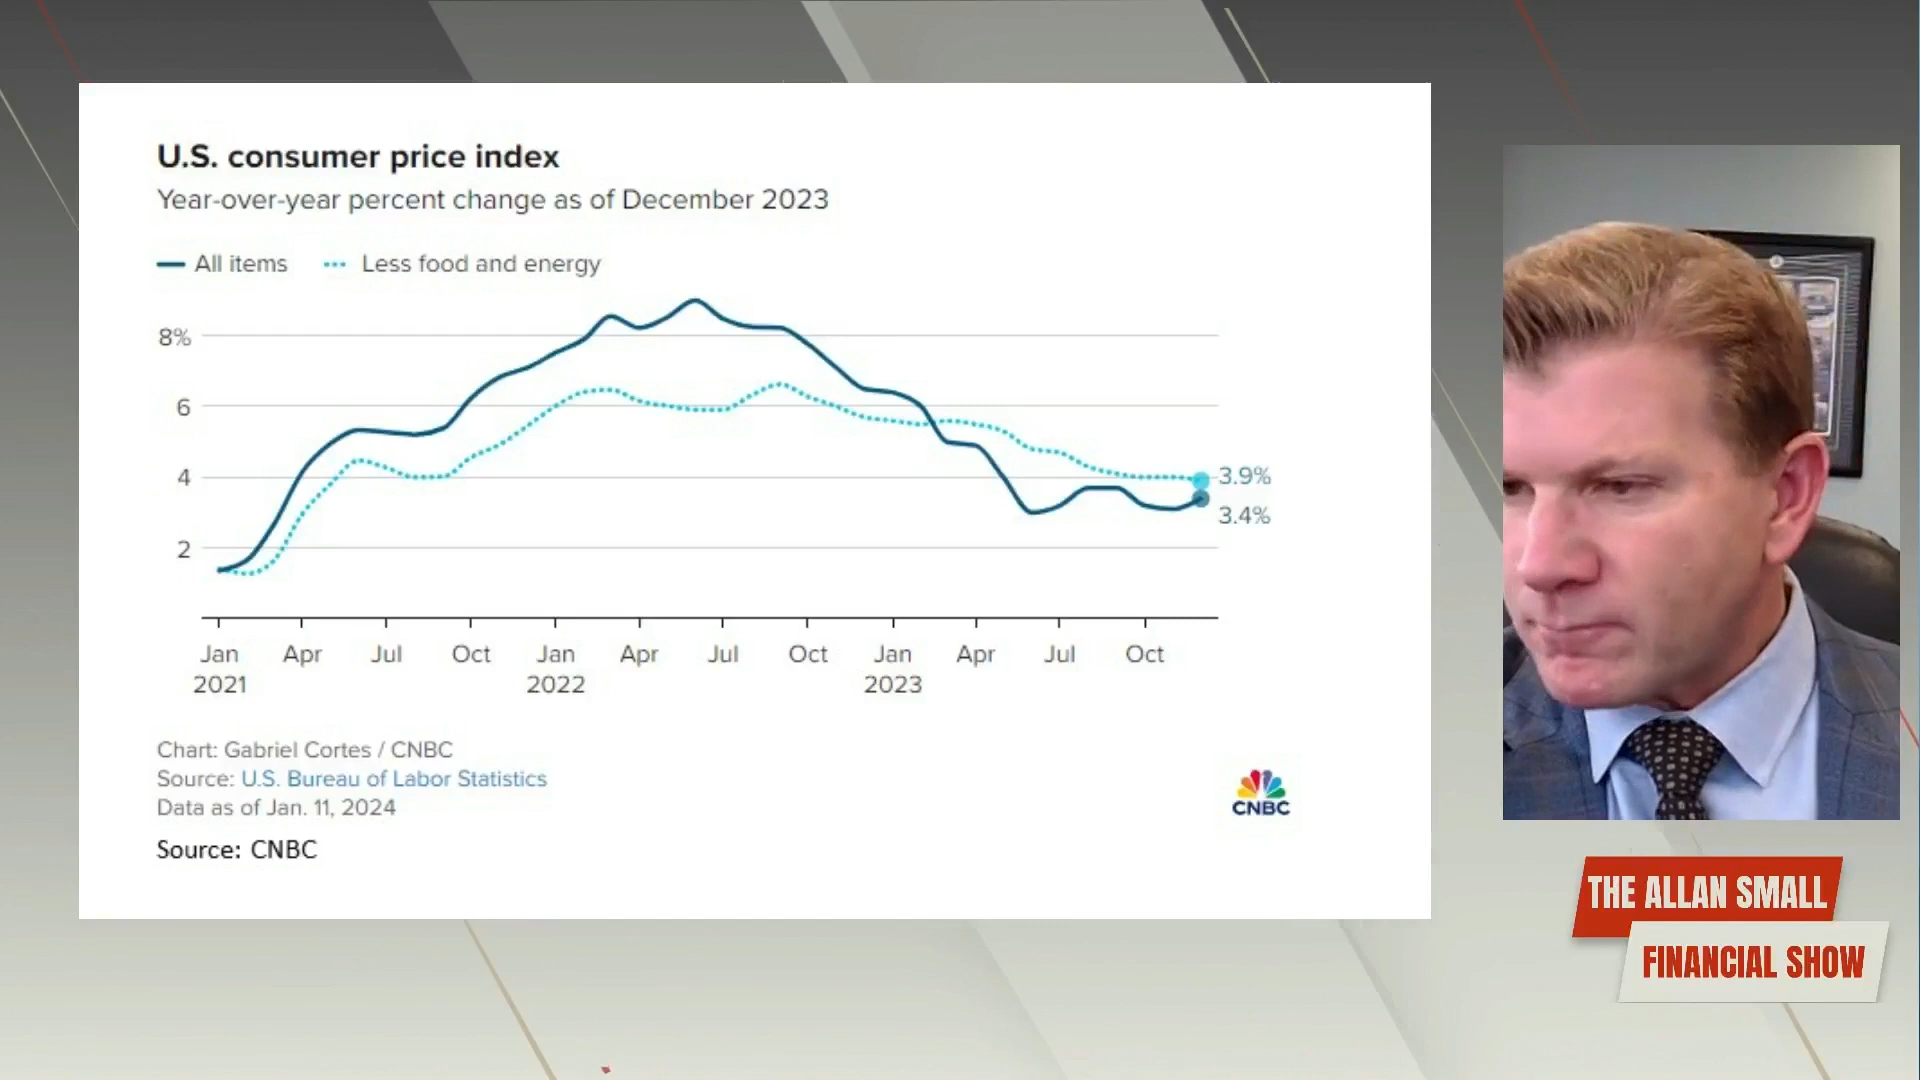 U.S. consumer price index
Year-over-year percent change as of December 2023
All items Less food and energy
8%
6
4
2
3.9%
3.4%
Jan Apr Jul Oct Jan Apr Jul Oct Jan Apr Jul Oct
2021 2022 2023
Chart: Gabriel Cortes / CNBC
Source: U.S. Bureau of Labor Statistics
Data as of Jan. 11, 2024
CNBC
Source: CNBC
THE ALLAN SMALL
FINANCIAL SHOW